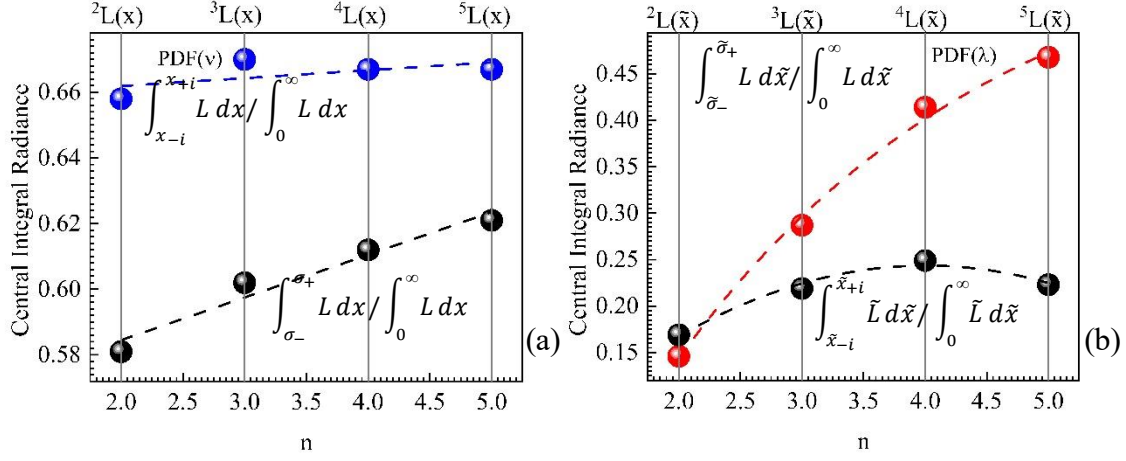 ²L(x) ³L(x) ⁴L(x) ⁵L(x)
PDF(ν)
∫_{x_{-i}}^{x_{+i}} L dx / ∫_0^∞ L dx
∫_{σ_-}^{σ_+} L dx / ∫_0^∞ L dx
Central Integral Radiance
0.66
0.64
0.62
0.60
0.58
2.0 2.5 3.0 3.5 4.0 4.5 5.0
n
(a)
²L(x̃) ³L(x̃) ⁴L(x̃) ⁵L(x̃)
∫_{σ̃_-}^{σ̃_+} L dx̃ / ∫_0^∞ L dx̃
PDF(λ)
∫_{x̃_{-i}}^{x̃_{+i}} L̃ dx̃ / ∫_0^∞ L̃ dx̃
Central Integral Radiance
0.45
0.40
0.35
0.30
0.25
0.20
0.15
2.0 2.5 3.0 3.5 4.0 4.5 5.0
n
(b)